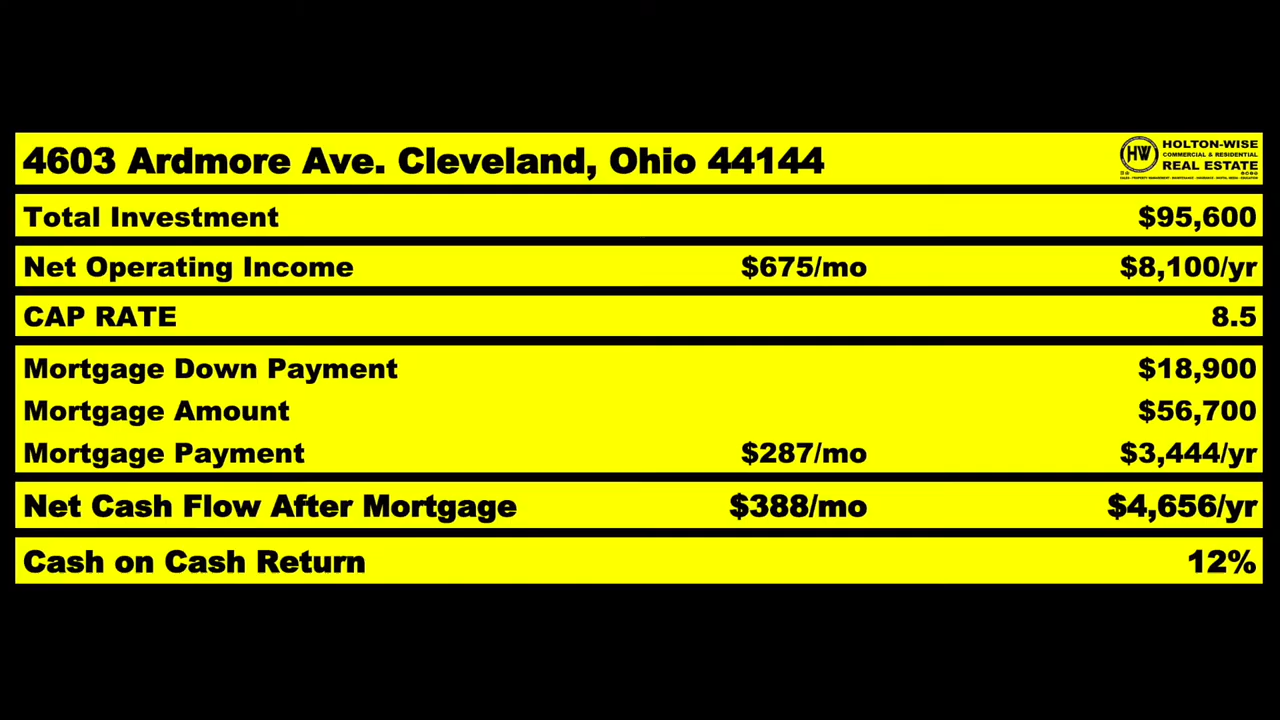 4603 Ardmore Ave. Cleveland, Ohio 44144
HW
HOLTON-WISE
COMMERCIAL & RESIDENTIAL
REAL ESTATE
Total Investment $95,600
Net Operating Income $675/mo $8,100/yr
CAP RATE 8.5
Mortgage Down Payment $18,900
Mortgage Amount $56,700
Mortgage Payment $287/mo $3,444/yr
Net Cash Flow After Mortgage $388/mo $4,656/yr
Cash on Cash Return 12%